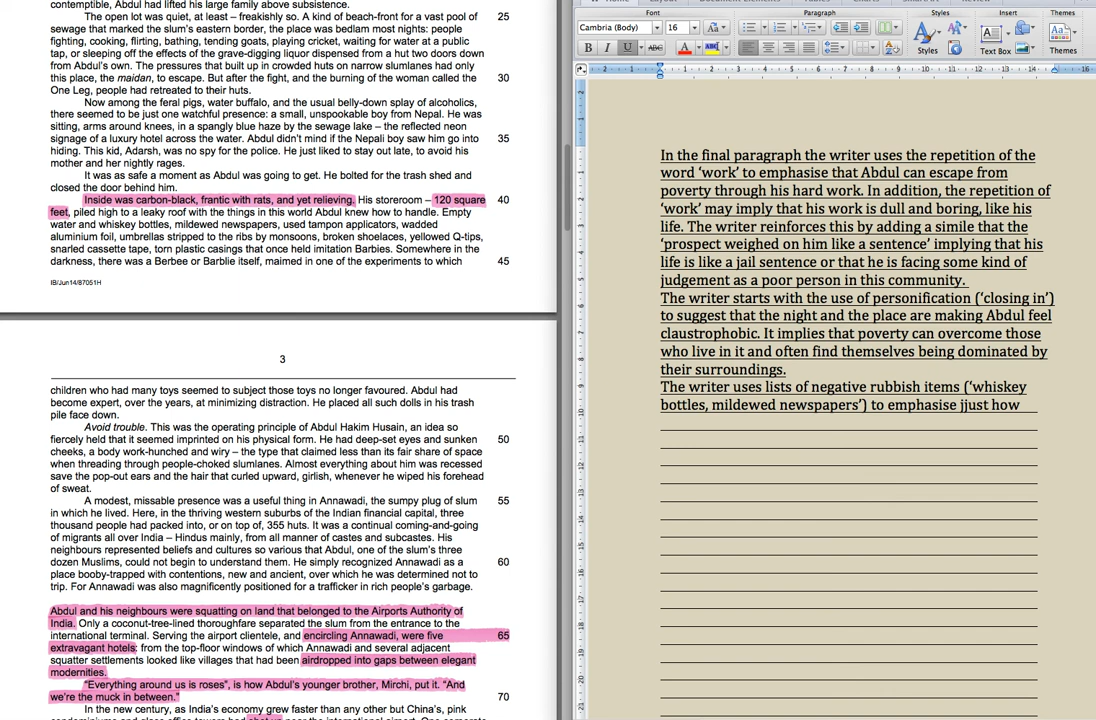 contemptible, Abdul had lifted his large family above subsistence.
The open lot was quiet, at least – freakishly so. A kind of beach-front for a vast pool of 25
sewage that marked the slum's eastern border, the place was bedlam most nights: people
fighting, cooking, flirting, bathing, tending goats, playing cricket, waiting for water at a public
tap, or sleeping off the effects of the grave-digging liquor dispensed from a hut two doors down
from Abdul's own. The pressures that built up in crowded huts on narrow slumlanes had only
this place, the maidan, to escape. But after the fight, and the burning of the woman called the 30
One Leg, people had retreated to their huts.
Now among the feral pigs, water buffalo, and the usual belly-down splay of alcoholics,
there seemed to be just one watchful presence: a small, unspookable boy from Nepal. He was
sitting, arms around knees, in a spangly blue haze by the sewage lake – the reflected neon
signage of a luxury hotel across the water. Abdul didn't mind if the Nepali boy saw him go into 35
hiding. This kid, Adarsh, was no spy for the police. He just liked to stay out late, to avoid his
mother and her nightly rages.
It was as safe a moment as Abdul was going to get. He bolted for the trash shed and
closed the door behind him.
Inside was carbon-black, frantic with rats, and yet relieving. His storeroom – 120 square 40
feet, piled high to a leaky roof with the things in this world Abdul knew how to handle. Empty
water and whiskey bottles, mildewed newspapers, used tampon applicators, wadded
aluminium foil, umbrellas stripped to the ribs by monsoons, broken shoelaces, yellowed Q-tips,
snarled cassette tape, torn plastic casings that once held imitation Barbies. Somewhere in the
darkness, there was a Berbee or Barblie itself, maimed in one of the experiments to which 45
IB/Jun14/87051H
3
children who had many toys seemed to subject those toys no longer favoured. Abdul had
become expert, over the years, at minimizing distraction. He placed all such dolls in his trash
pile face down.
Avoid trouble. This was the operating principle of Abdul Hakim Husain, an idea so
fiercely held that it seemed imprinted on his physical form. He had deep-set eyes and sunken 50
cheeks, a body work-hunched and wiry – the type that claimed less than its fair share of space
when threading through people-choked slumlanes. Almost everything about him was recessed
save the pop-out ears and the hair that curled upward, girlish, whenever he wiped his forehead
of sweat.
A modest, missable presence was a useful thing in Annawadi, the sumpy plug of slum 55
in which he lived. Here, in the thriving western suburbs of the Indian financial capital, three
thousand people had packed into, or on top of, 355 huts. It was a continual coming-and-going
of migrants all over India – Hindus mainly, from all manner of castes and subcastes. His
neighbours represented beliefs and cultures so various that Abdul, one of the slum's three
dozen Muslims, could not begin to understand them. He simply recognized Annawadi as a 60
place booby-trapped with contentions, new and ancient, over which he was determined not to
trip. For Annawadi was also magnificently positioned for a trafficker in rich people's garbage.
Abdul and his neighbours were squatting on land that belonged to the Airports Authority of
India. Only a coconut-tree-lined thoroughfare separated the slum from the entrance to the
international terminal. Serving the airport clientele, and encircling Annawadi, were five 65
extravagant hotels: from the top-floor windows of which Annawadi and several adjacent
squatter settlements looked like villages that had been airdropped into gaps between elegant
modernities.
"Everything around us is roses", is how Abdul's younger brother, Mirchi, put it. "And
we're the muck in between." 70
In the new century, as India's economy grew faster than any other but China's, pink
Font Paragraph Styles Insert Themes
Cambria (Body) 16
Aa
B I U ABC A ABC
Styles Text Box Themes
2 1 1 2 3 4 5 6 7 8 9 10 11 12 13 14 15 16
In the final paragraph the writer uses the repetition of the
word 'work' to emphasise that Abdul can escape from
poverty through his hard work. In addition, the repetition of
'work' may imply that his work is dull and boring, like his
life. The writer reinforces this by adding a simile that the
'prospect weighed on him like a sentence' implying that his
life is like a jail sentence or that he is facing some kind of
judgement as a poor person in this community.
The writer starts with the use of personification ('closing in')
to suggest that the night and the place are making Abdul feel
claustrophobic. It implies that poverty can overcome those
who live in it and often find themselves being dominated by
their surroundings.
The writer uses lists of negative rubbish items ('whiskey
bottles, mildewed newspapers') to emphasise jjust how